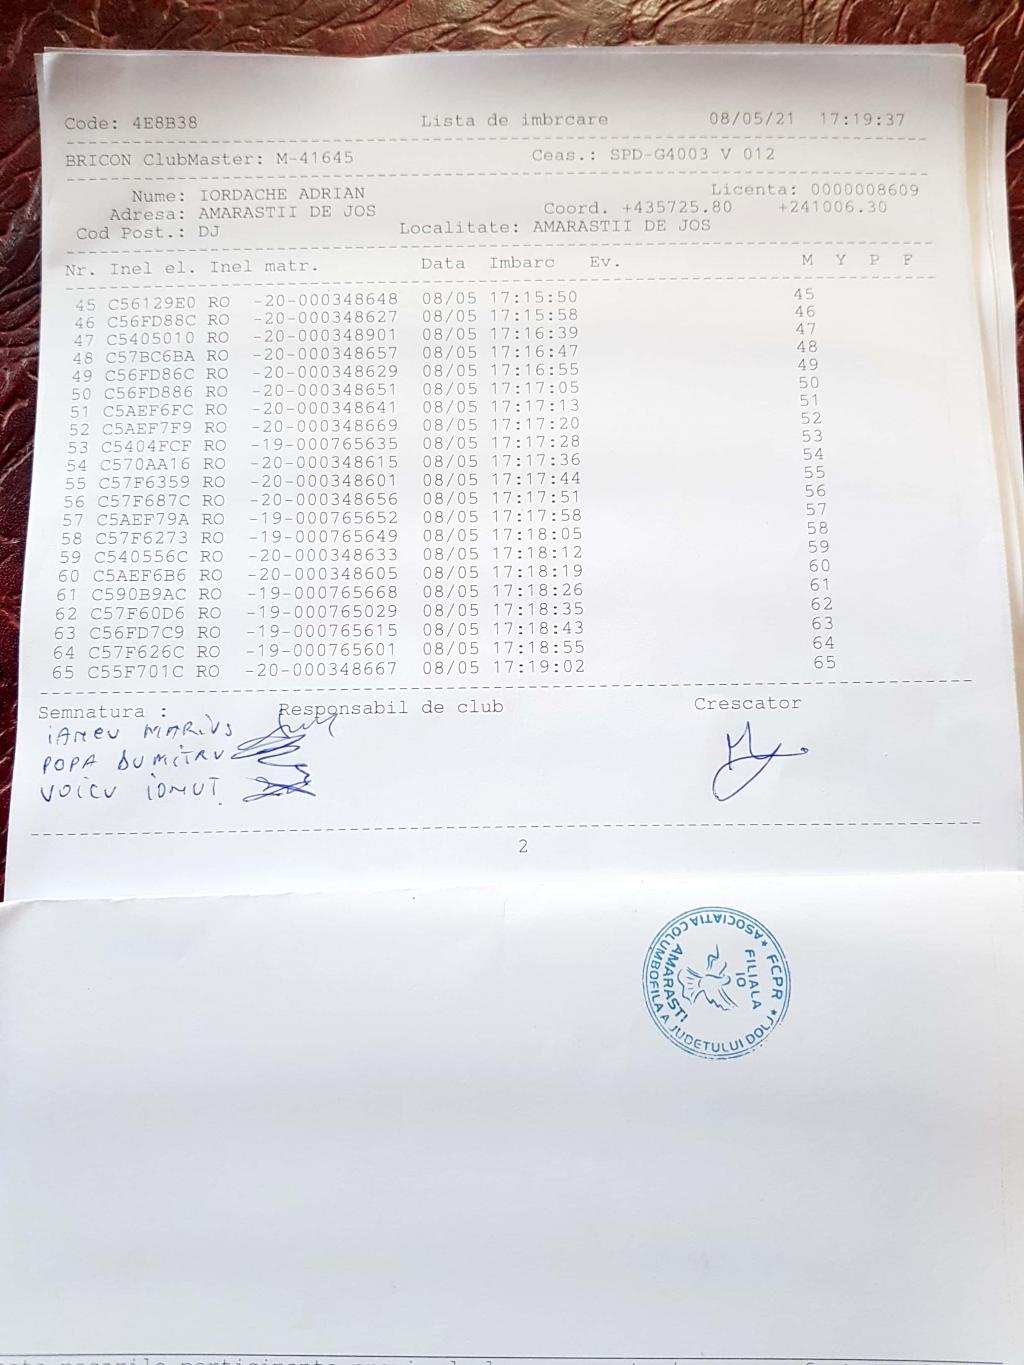 Code: 4E8B38 Lista de imbrcare 08/05/21 17:19:37
BRICON ClubMaster: M-41645 Ceas.: SPD-G4003 V 012
Nume: IORDACHE ADRIAN Licenta: 0000008609
Adresa: AMARASTII DE JOS Coord. +435725.80 +241006.30
Cod Post.: DJ Localitate: AMARASTII DE JOS
Nr. Inel el. Inel matr. Data Imbarc Ev. M Y P F
45 C56129E0 RO -20-000348648 08/05 17:15:50 45
46 C56FD88C RO -20-000348627 08/05 17:15:58 46
47 C5405010 RO -20-000348901 08/05 17:16:39 47
48 C57BC6BA RO -20-000348657 08/05 17:16:47 48
49 C56FD86C RO -20-000348629 08/05 17:16:55 49
50 C56FD886 RO -20-000348651 08/05 17:17:05 50
51 C5AEF6FC RO -20-000348641 08/05 17:17:13 51
52 C5AEF7F9 RO -20-000348669 08/05 17:17:20 52
53 C5404FCF RO -19-000765635 08/05 17:17:28 53
54 C570AA16 RO -20-000348615 08/05 17:17:36 54
55 C57F6359 RO -20-000348601 08/05 17:17:44 55
56 C57F687C RO -20-000348656 08/05 17:17:51 56
57 C5AEF79A RO -19-000765652 08/05 17:17:58 57
58 C57F6273 RO -19-000765649 08/05 17:18:05 58
59 C540556C RO -20-000348633 08/05 17:18:12 59
60 C5AEF6B6 RO -20-000348605 08/05 17:18:19 60
61 C590B9AC RO -19-000765668 08/05 17:18:26 61
62 C57F60D6 RO -19-000765029 08/05 17:18:35 62
63 C56FD7C9 RO -19-000765615 08/05 17:18:43 63
64 C57F626C RO -19-000765601 08/05 17:18:55 64
65 C55F701C RO -20-000348667 08/05 17:19:02 65
Semnatura : Responsabil de club Crescator
IANCU MARIUS
POPA DUMITRU
VOICU IONUT
2
* FCPR * ASOCIATIA COLUMBOFILA A JUDETULUI DOLJ
FILIALA
10
AMARASTI